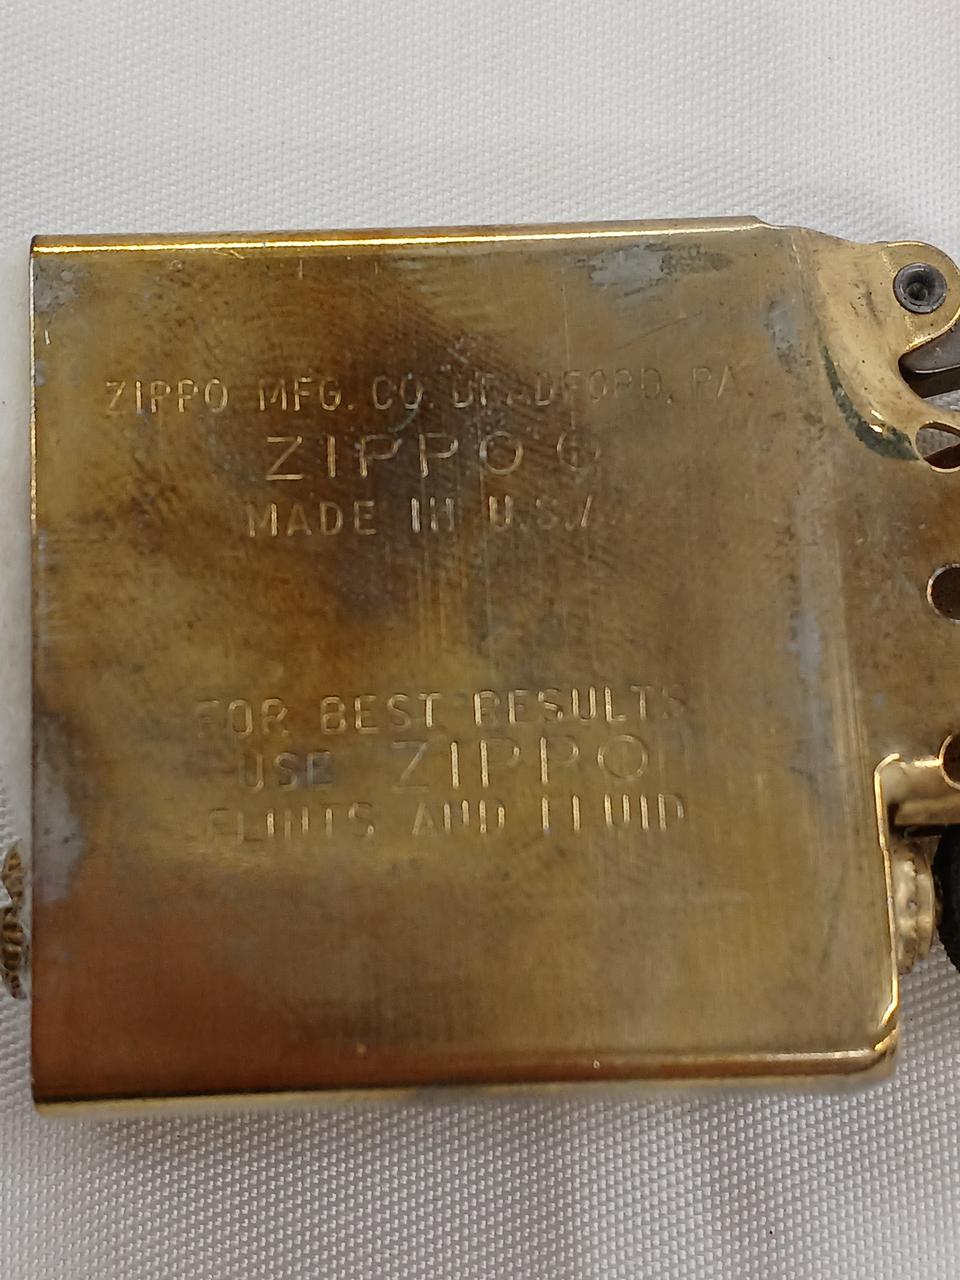 ZIPPO MFG. CO. BRADFORD, PA
ZIPPO ®
MADE IN U.S.A
FOR BEST RESULTS
USE ZIPPO
FLINTS AND FLUID